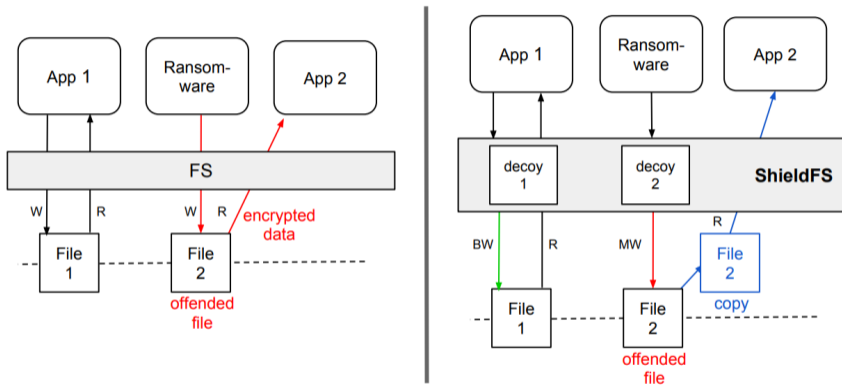 App 1
Ransom-
ware
App 2
FS
W
R
W
R
encrypted
data
File
1
File
2
offended
file
App 1
Ransom-
ware
App 2
decoy
1
decoy
2
ShieldFS
BW
R
MW
R
File
2
copy
File
1
File
2
offended
file